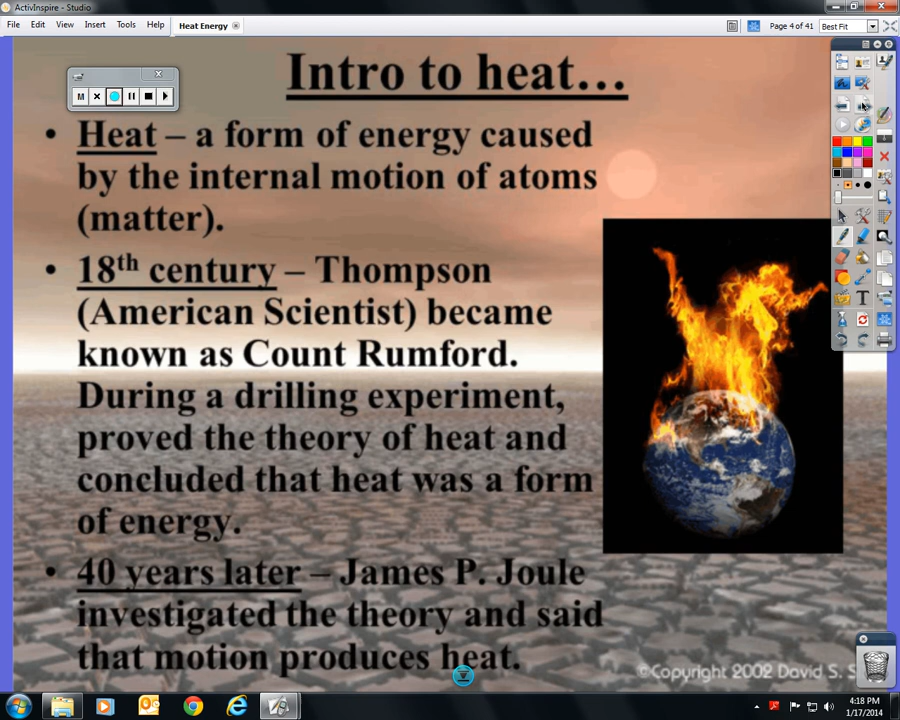 ActivInspire - Studio
File Edit View Insert Tools Help Heat Energy Page 4 of 41 Best Fit
Intro to heat…
M
• Heat – a form of energy caused
by the internal motion of atoms
(matter).
• 18th century – Thompson
(American Scientist) became
known as Count Rumford.
During a drilling experiment,
proved the theory of heat and
concluded that heat was a form
of energy.
• 40 years later – James P. Joule
investigated the theory and said
that motion produces heat.
©Copyright 2002 David S. S
4:18 PM
1/17/2014